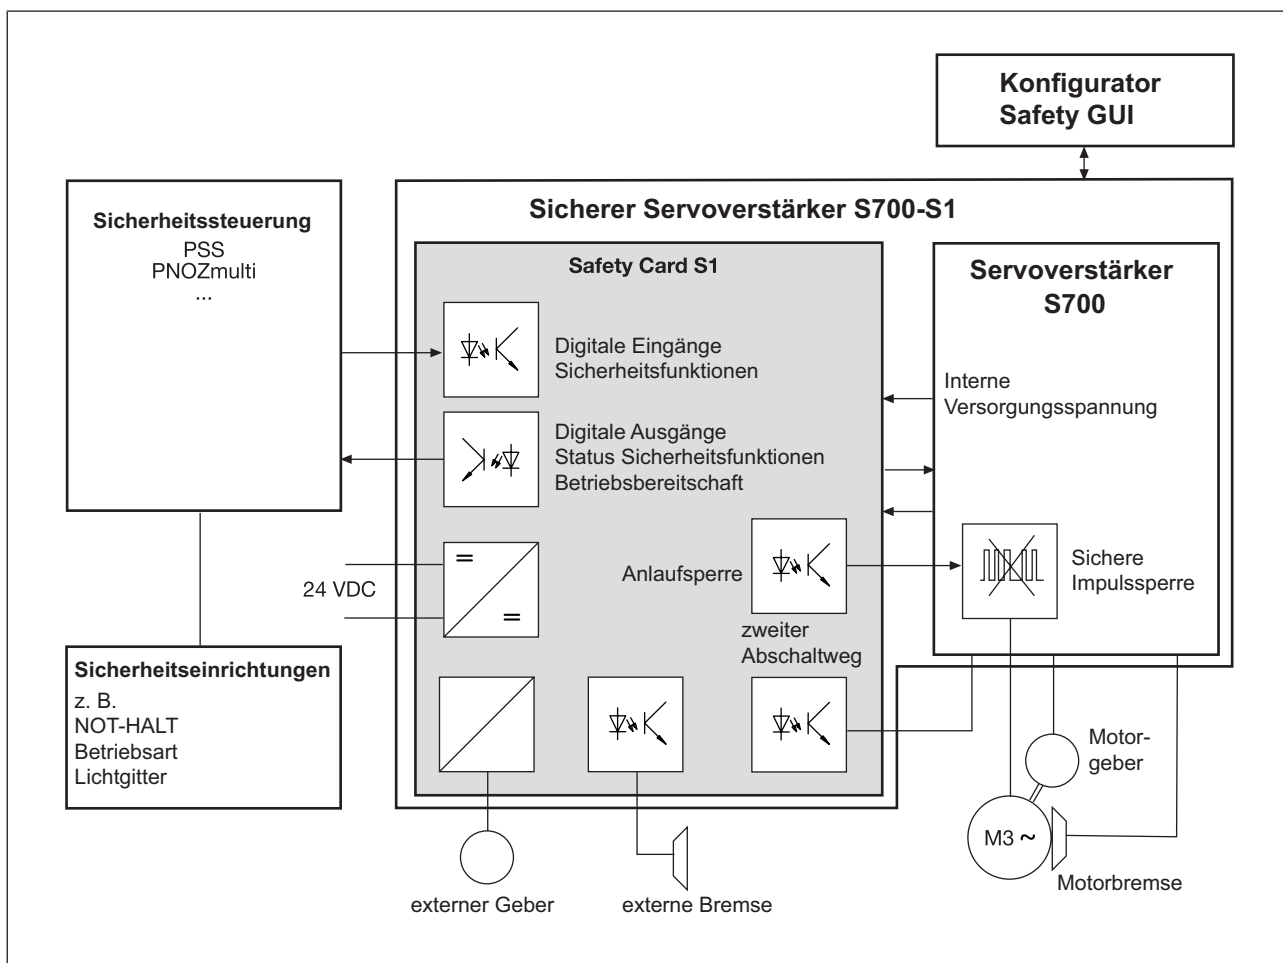 Konfigurator
Safety GUI
Sicherer Servoverstärker S700-S1
Sicherheitssteuerung
PSS
PNOZmulti
...
Safety Card S1
Servoverstärker
S700
Digitale Eingänge
Sicherheitsfunktionen
Interne
Versorgungsspannung
Digitale Ausgänge
Status Sicherheitsfunktionen
Betriebsbereitschaft
Anlaufsperre
Sichere
Impulssperre
24 VDC
=
=
zweiter
Abschaltweg
Sicherheitseinrichtungen
z. B.
NOT-HALT
Betriebsart
Lichtgitter
Motor-
geber
M3 ~
Motorbremse
externer Geber
externe Bremse